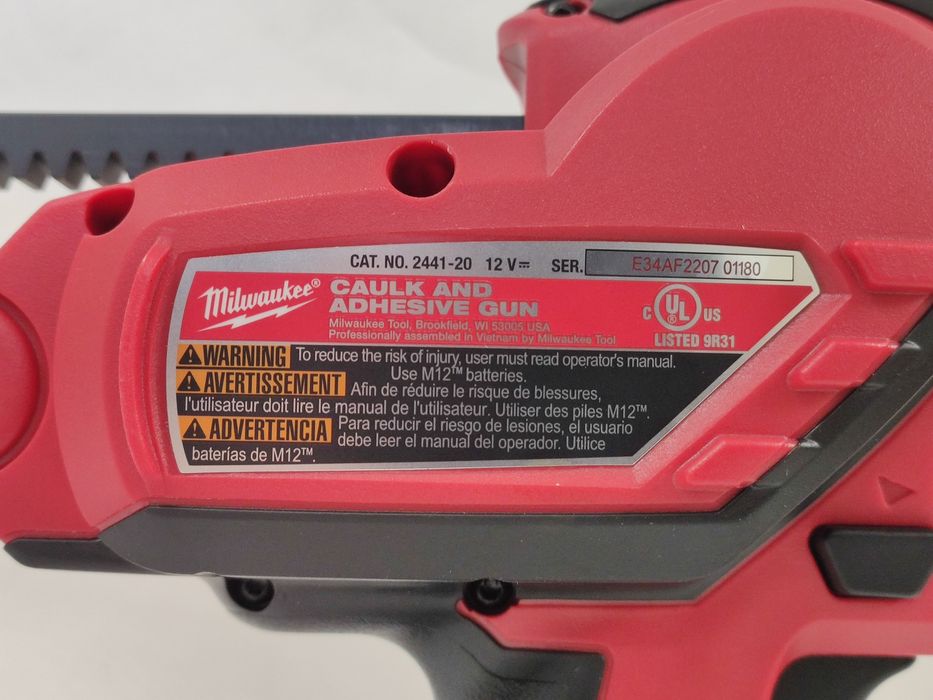 CAT. NO. 2441-20 12 V⎓ SER. E34AF2207 01180
Milwaukee®
CAULK AND
ADHESIVE GUN
Milwaukee Tool, Brookfield, WI 53005 USA
Professionally assembled in Vietnam by Milwaukee Tool
C UL® US
LISTED 9R31
WARNING To reduce the risk of injury, user must read operator's manual.
Use M12™ batteries.
AVERTISSEMENT Afin de réduire le risque de blessures,
l'utilisateur doit lire le manual de l'utilisateur. Utiliser des piles M12™.
ADVERTENCIA Para reducir el riesgo de lesiones, el usuario
debe leer el manual del operador. Utilice
baterías de M12™.